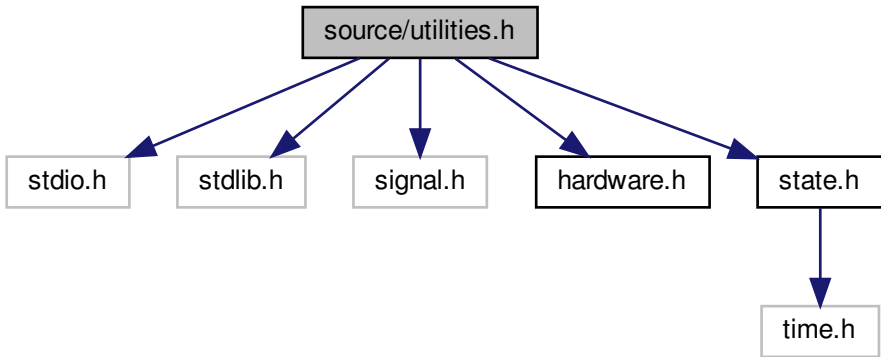 source/utilities.h
stdio.h
stdlib.h
signal.h
hardware.h
state.h
time.h